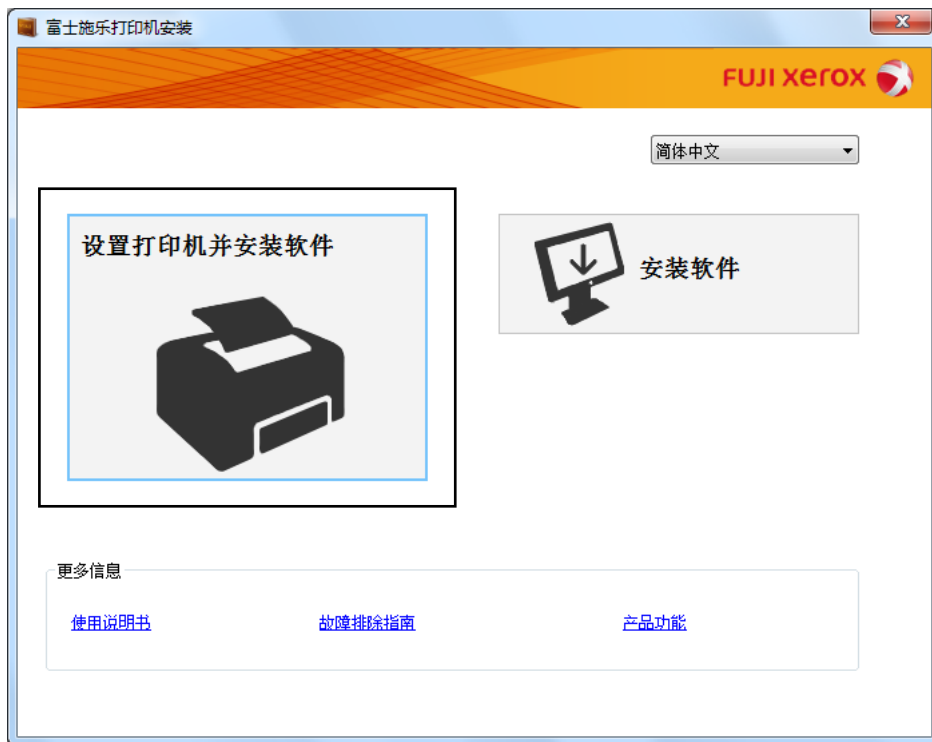 富士施乐打印机安装
FUJI xerox
简体中文
设置打印机并安装软件
安装软件
更多信息
使用说明书 故障排除指南 产品功能